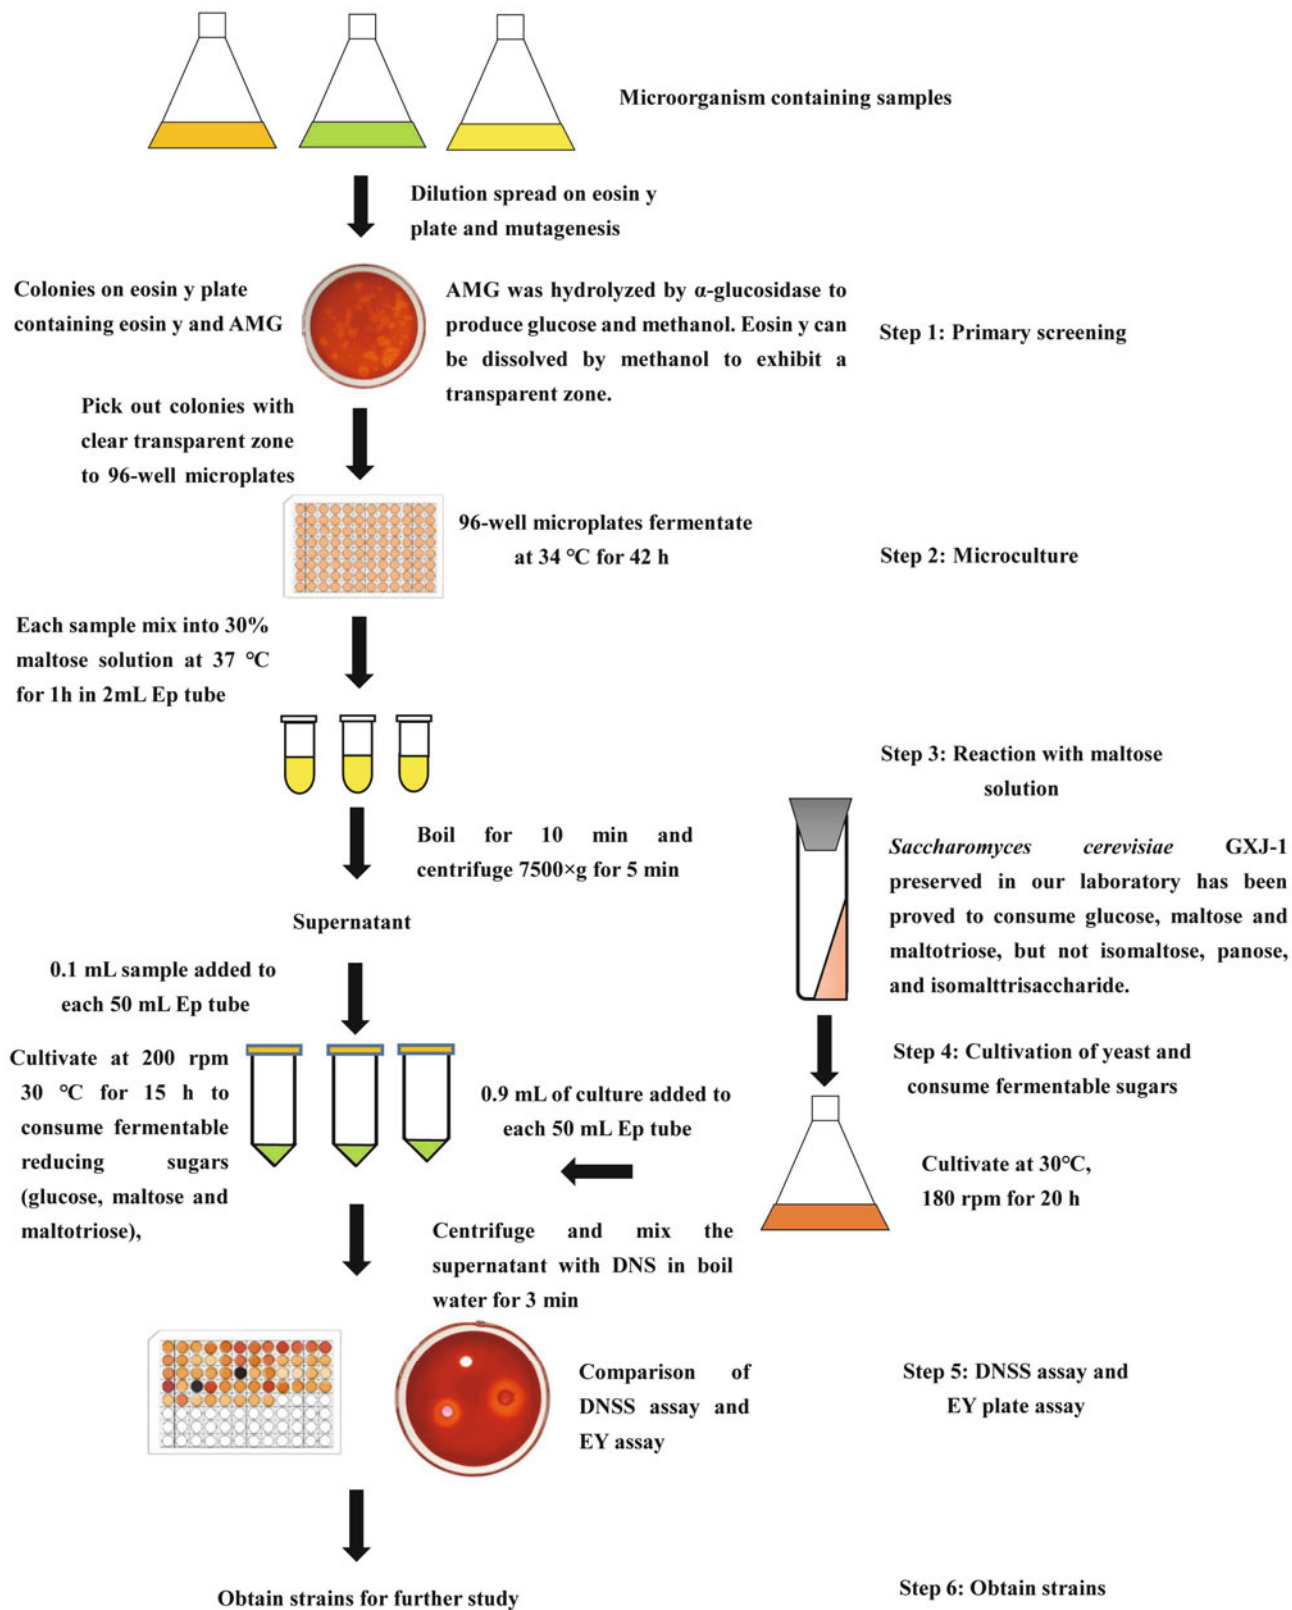 Microorganism containing samples
Dilution spread on eosin y
plate and mutagenesis
Colonies on eosin y plate
containing eosin y and AMG
AMG was hydrolyzed by α-glucosidase to
produce glucose and methanol. Eosin y can
be dissolved by methanol to exhibit a
transparent zone.
Step 1: Primary screening
Pick out colonies with
clear transparent zone
to 96-well microplates
96-well microplates fermentate
at 34 °C for 42 h
Step 2: Microculture
Each sample mix into 30%
maltose solution at 37 °C
for 1h in 2mL Ep tube
Step 3: Reaction with maltose
solution
Boil for 10 min and
centrifuge 7500×g for 5 min
Saccharomyces cerevisiae GXJ-1
preserved in our laboratory has been
proved to consume glucose, maltose and
maltotriose, but not isomaltose, panose,
and isomalttrisaccharide.
Supernatant
0.1 mL sample added to
each 50 mL Ep tube
Step 4: Cultivation of yeast and
consume fermentable sugars
Cultivate at 200 rpm
30 °C for 15 h to
consume fermentable
reducing sugars
(glucose, maltose and
maltotriose),
0.9 mL of culture added to
each 50 mL Ep tube
Cultivate at 30°C,
180 rpm for 20 h
Centrifuge and mix the
supernatant with DNS in boil
water for 3 min
Comparison of
DNSS assay and
EY assay
Step 5: DNSS assay and
EY plate assay
Obtain strains for further study
Step 6: Obtain strains